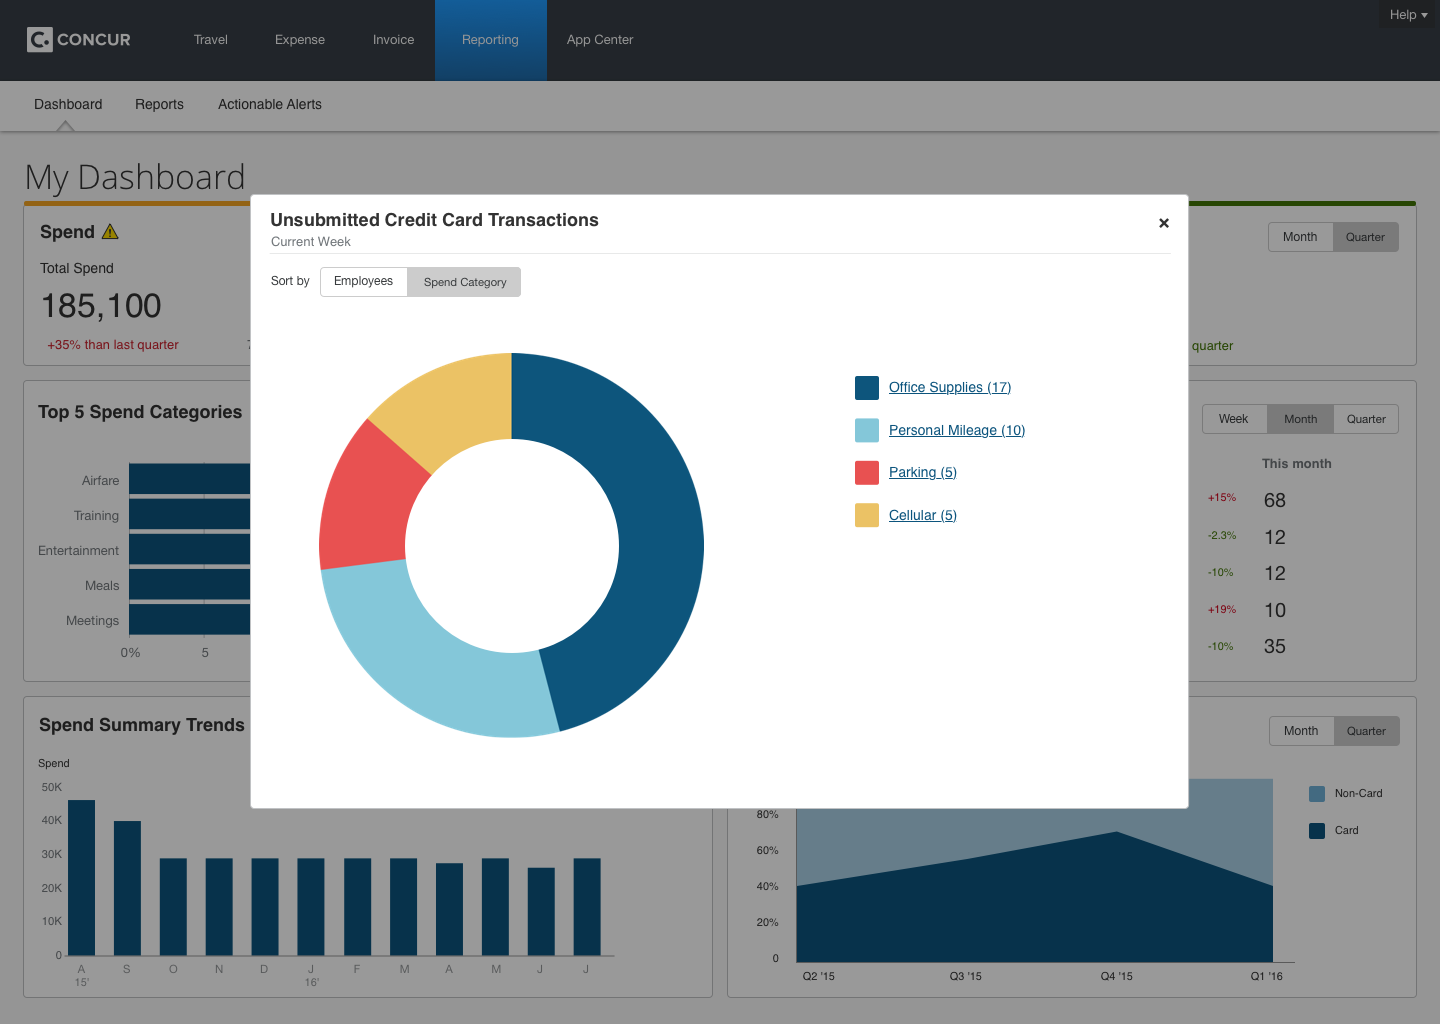 Help
CONCUR
Travel
Expense
Invoice
Reporting
App Center
Dashboard
Reports
Actionable Alerts
My Dashboard
Spend
Total Spend
185,100
+35% than last quarter
Month
Quarter
quarter
Unsubmitted Credit Card Transactions
Current Week
Sort by
Employees
Spend Category
Office Supplies (17)
Personal Mileage (10)
Parking (5)
Cellular (5)
Top 5 Spend Categories
Airfare
Training
Entertainment
Meals
Meetings
0%
5
Week
Month
Quarter
This month
+15%
68
-2.3%
12
-10%
12
+19%
10
-10%
35
Spend Summary Trends
Spend
50K
40K
30K
20K
10K
0
A
S
O
N
D
J
F
M
A
M
J
J
15'
16'
Month
Quarter
80%
60%
40%
20%
0
Q2 '15
Q3 '15
Q4 '15
Q1 '16
Non-Card
Card